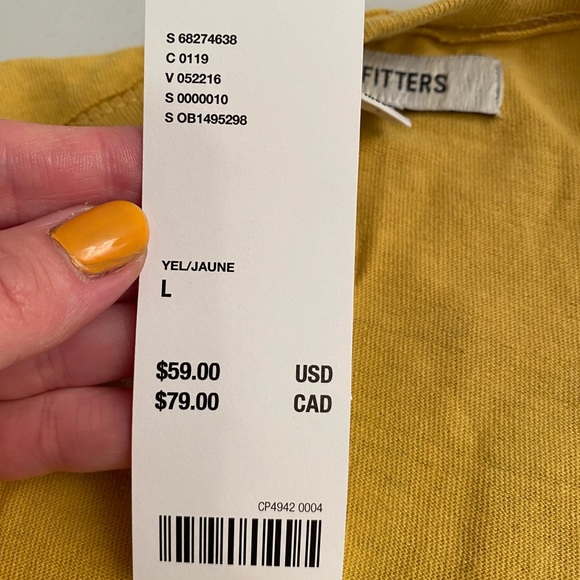 S 68274638
C 0119
V 052216
S 0000010
S OB1495298
FITTERS
YEL/JAUNE
L
$59.00 USD
$79.00 CAD
CP4942 0004